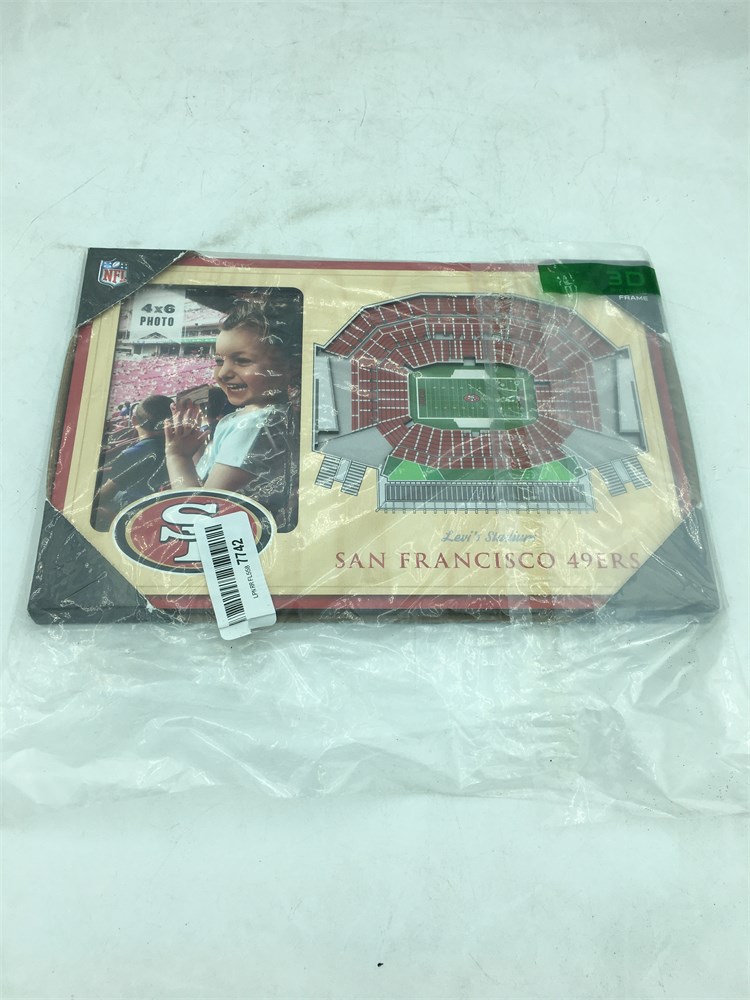 NFL
4x6
PHOTO
3D
FRAME
Levi's Stadium
SAN FRANCISCO 49ERS
SF
7742